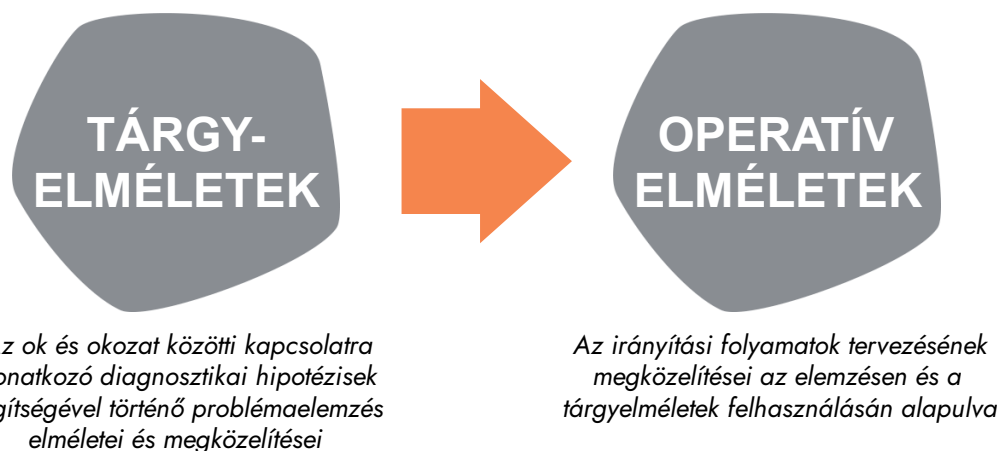 TÁRGY-
ELMÉLETEK
OPERATÍV
ELMÉLETEK
z ok és okozat közötti kapcsolatra
onatkozó diagnosztikai hipotézisek
gítségével történő problémaelemzés
elméletei és megközelítései
Az irányítási folyamatok tervezésének
megközelítései az elemzésen és a
tárgyelméletek felhasználásán alapulva